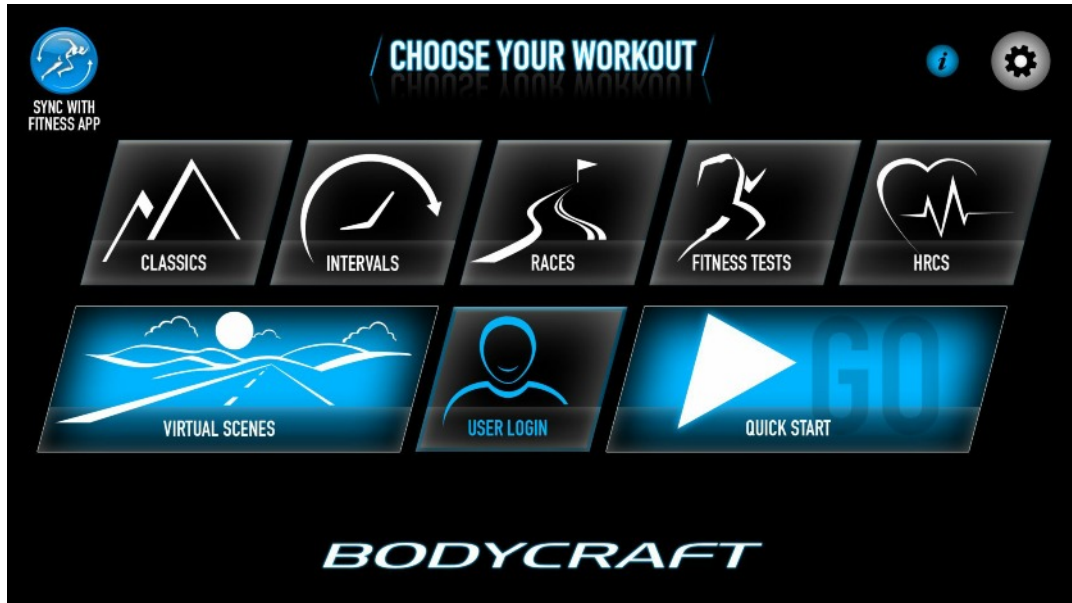 CHOOSE YOUR WORKOUT
i
SYNC WITH
FITNESS APP
CLASSICS
INTERVALS
RACES
FITNESS TESTS
HRCS
VIRTUAL SCENES
USER LOGIN
GO
QUICK START
BODYCRAFT